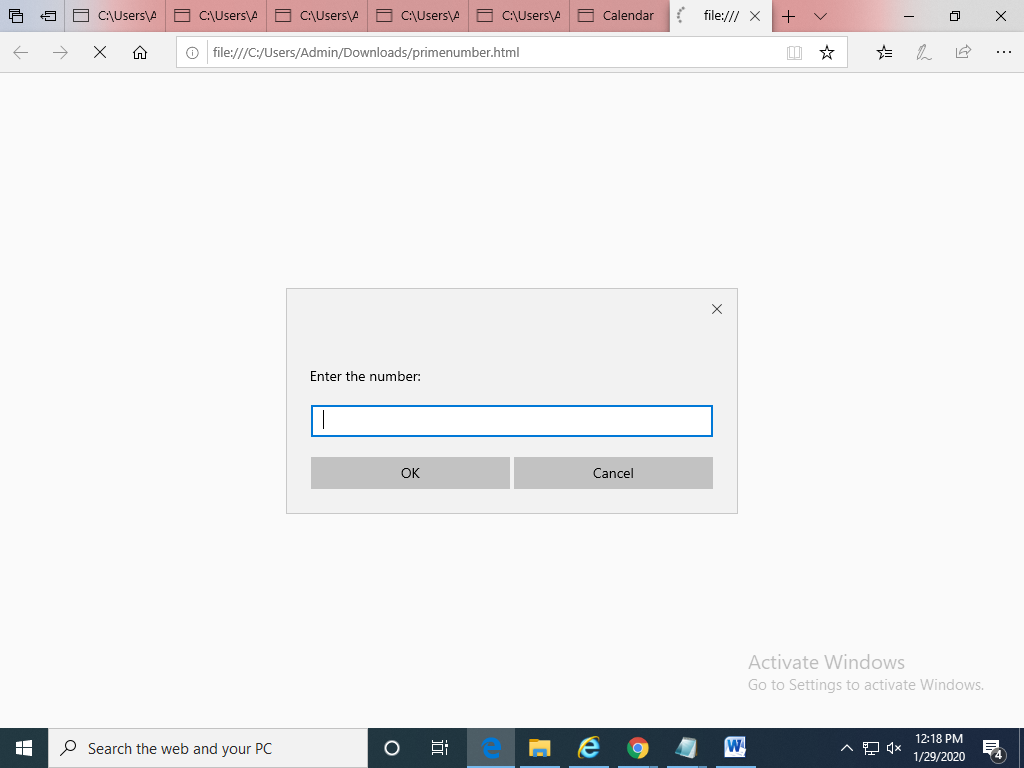 C:\Users\A
C:\Users\A
C:\Users\A
C:\Users\A
C:\Users\A
Calendar
file:///
file:///C:/Users/Admin/Downloads/primenumber.html
Enter the number:
OK
Cancel
Activate Windows
Go to Settings to activate Windows.
Search the web and your PC
12:18 PM
1/29/2020
4